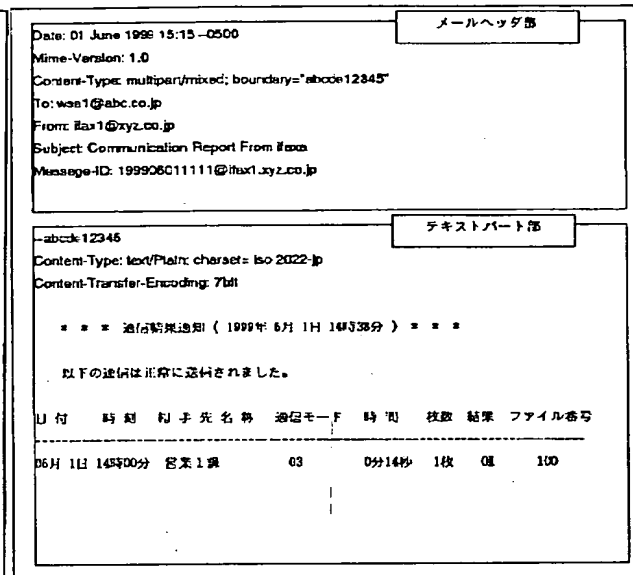 メールヘッダ部
Date: 01 June 1999 15:15 -0500
Mime-Version: 1.0
Content-Type: multipart/mixed; boundary="abcde12345"
To: wsa1@abc.co.jp
From: ifax1@xyz.co.jp
Subject: Communication Report From ifaxa
Message-ID: 199906011111@ifax1.xyz.co.jp
テキストパート部
--abcde12345
Content-Type: text/Plain; charset= iso 2022-jp
Content-Transfer-Encoding: 7bit
* * * 通信結果通知 ( 1999年 6月 1日 14時38分 ) * * *
以下の送信は正常に送信されました。
日 付 時 刻 相 手 先 名 称 通信モード 時 間 枚数 結果 ファイル番号
06月 1日 14時00分 営業1課 03 0分14秒 1枚 100